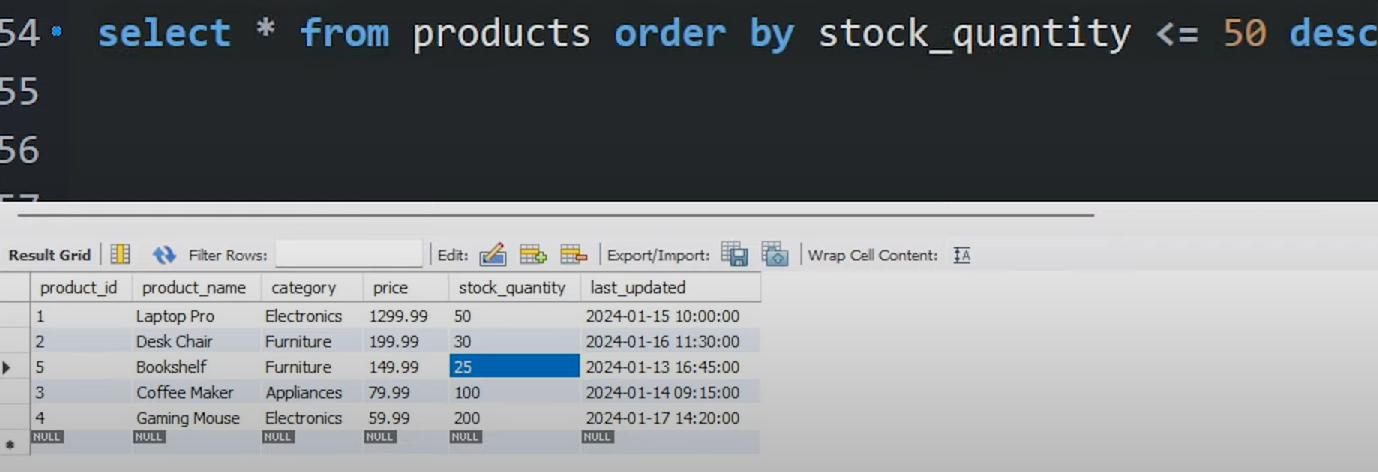 54 select * from products order by stock_quantity <= 50 desc
55
56
57
Result Grid Filter Rows: Edit: Export/Import: Wrap Cell Content: IA
product_id product_name category price stock_quantity last_updated
1 Laptop Pro Electronics 1299.99 50 2024-01-15 10:00:00
2 Desk Chair Furniture 199.99 30 2024-01-16 11:30:00
5 Bookshelf Furniture 149.99 25 2024-01-13 16:45:00
3 Coffee Maker Appliances 79.99 100 2024-01-14 09:15:00
4 Gaming Mouse Electronics 59.99 200 2024-01-17 14:20:00
* NULL NULL NULL NULL NULL NULL